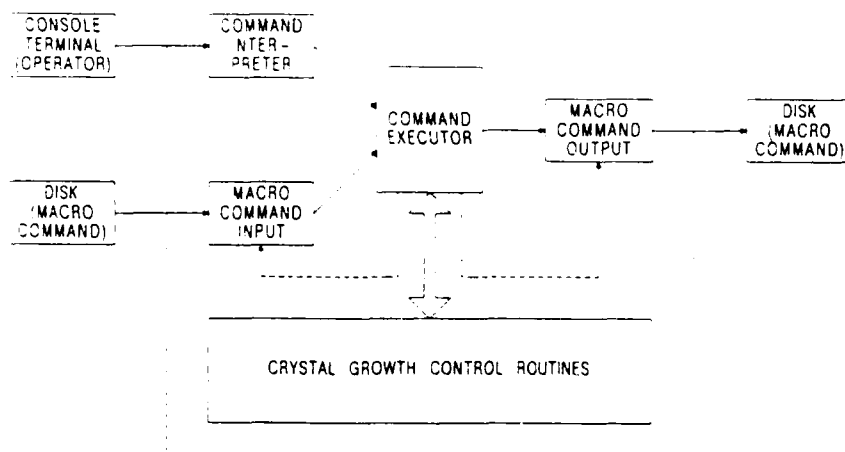 CONSOLE
TERMINAL
(OPERATOR)
COMMAND
NTER-
PRETER
COMMAND
EXECUTOR
MACRO
COMMAND
OUTPUT
DISK
(MACRO
COMMAND)
DISK
(MACRO
COMMAND)
MACRO
COMMAND
INPUT
CRYSTAL GROWTH CONTROL ROUTINES